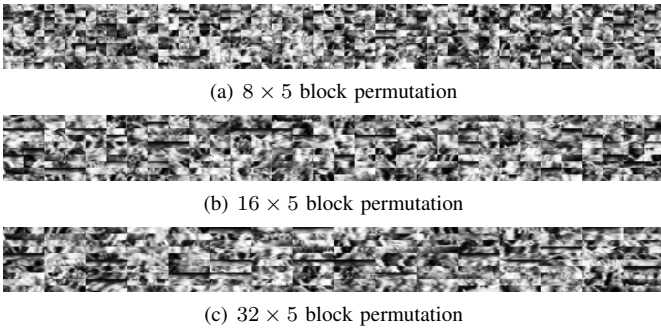 (a) 8 × 5 block permutation
(b) 16 × 5 block permutation
(c) 32 × 5 block permutation